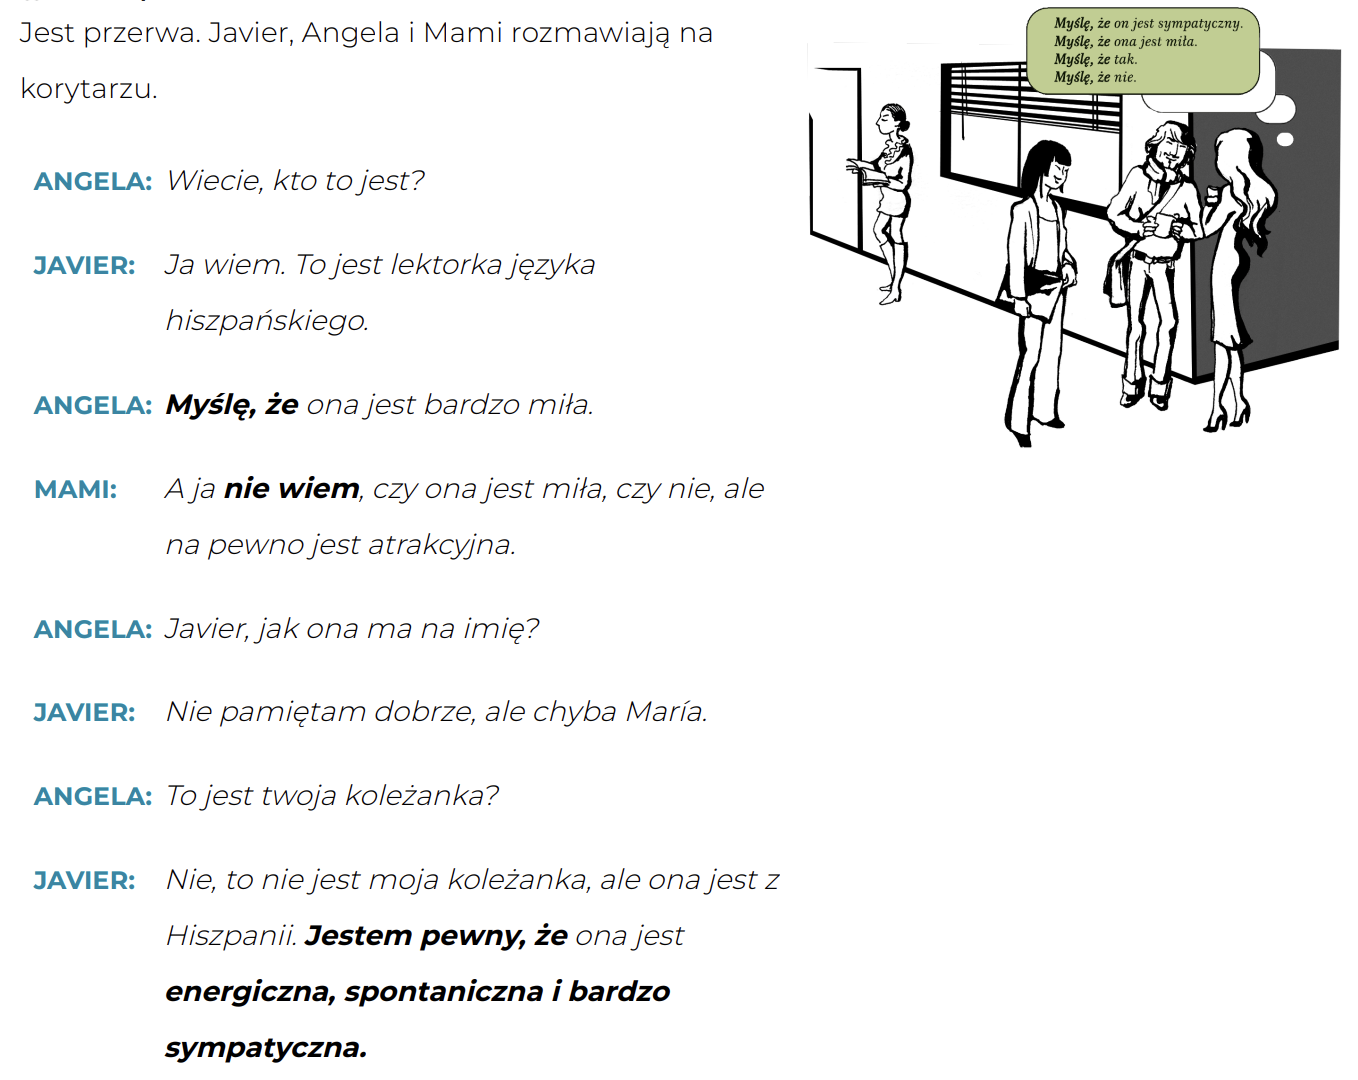 Jest przerwa. Javier, Angela i Mami rozmawiają na
korytarzu.
ANGELA: Wiecie, kto to jest?
JAVIER: Ja wiem. To jest lektorka języka
hiszpańskiego.
ANGELA: Myślę, że ona jest bardzo miła.
MAMI: A ja nie wiem, czy ona jest miła, czy nie, ale
na pewno jest atrakcyjna.
ANGELA: Javier, jak ona ma na imię?
JAVIER: Nie pamiętam dobrze, ale chyba María.
ANGELA: To jest twoja koleżanka?
JAVIER: Nie, to nie jest moja koleżanka, ale ona jest z
Hiszpanii. Jestem pewny, że ona jest
energiczna, spontaniczna i bardzo
sympatyczna.
Myślę, że on jest sympatyczny.
Myślę, że ona jest miła.
Myślę, że tak.
Myślę, że nie.